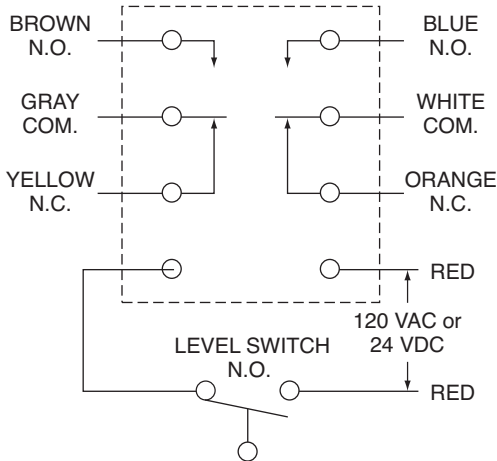 BROWN
N.O.
BLUE
N.O.
GRAY
COM.
WHITE
COM.
YELLOW
N.C.
ORANGE
N.C.
RED
120 VAC or
24 VDC
LEVEL SWITCH
N.O.
RED